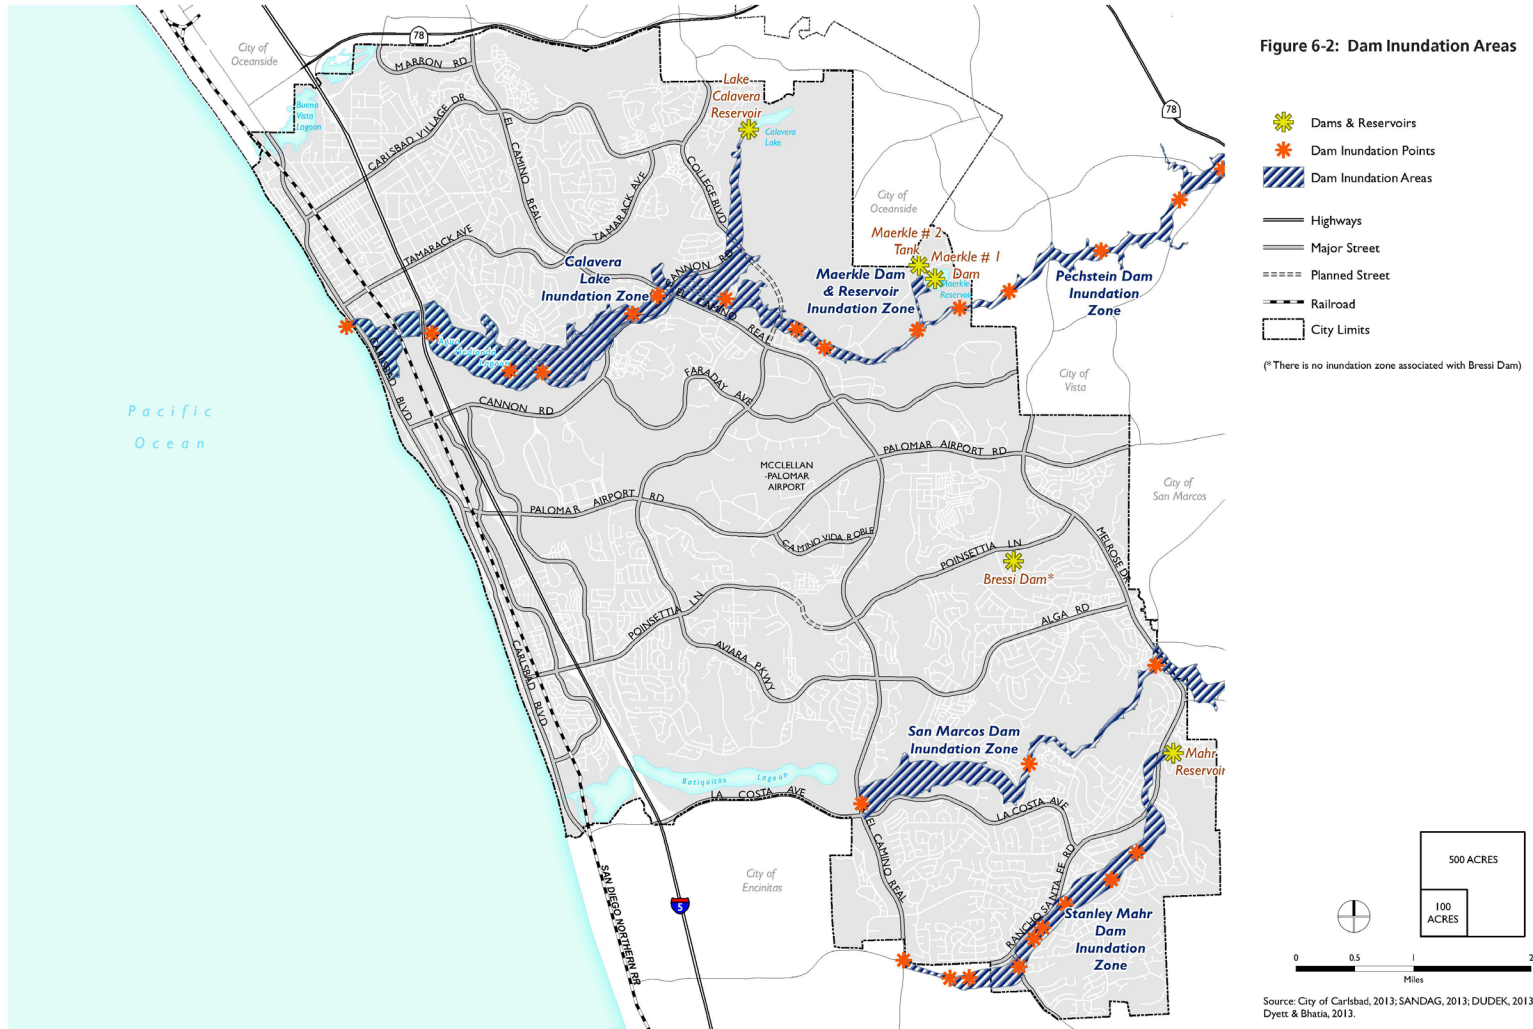 Figure 6-2: Dam Inundation Areas
Dams & Reservoirs
Dam Inundation Points
Dam Inundation Areas
Highways
Major Street
Planned Street
Railroad
City Limits
(* There is no inundation zone associated with Bressi Dam)
City of
Oceanside
78
MARRON RD
Buena
Vista
Lagoon
CARLSBAD VILLAGE DR
EL CAMINO REAL
TAMARACK AVE
TAMARACK AVE
COLLEGE BLVD
Lake
Calavera
Reservoir
Calavera
Lake
78
City of
Oceanside
Maerkle # 2
Tank
Maerkle # 1
Dam
Maerkle
Reservoir
Calavera
Lake
Inundation Zone
CANNON RD
EL CAMINO REAL
Maerkle Dam
& Reservoir
Inundation Zone
Pechstein Dam
Inundation
Zone
Agua
Hedionda
Lagoon
CARLSBAD BLVD
CANNON RD
FARADAY AVE
City of
Vista
Pacific
Ocean
PALOMAR AIRPORT RD
MCCLELLAN
-PALOMAR
AIRPORT
City of
San Marcos
PALOMAR AIRPORT RD
CAMINO VIDA ROBLE
POINSETTIA LN
MELROSE DR
Bressi Dam*
ALGA RD
POINSETTIA LN
AVIARA PKWY
CARLSBAD BLVD
San Marcos Dam
Inundation Zone
Mahr
Reservoir
Batiquitos Lagoon
LA COSTA AVE
LA COSTA AVE
EL CAMINO REAL
RANCHO SANTA FE RD
City of
Encinitas
5
SAN DIEGO NORTHERN RR
Stanley Mahr
Dam
Inundation
Zone
500 ACRES
100
ACRES
0 0.5 1 2
Miles
Source: City of Carlsbad, 2013; SANDAG, 2013; DUDEK, 2013
Dyett & Bhatia, 2013.